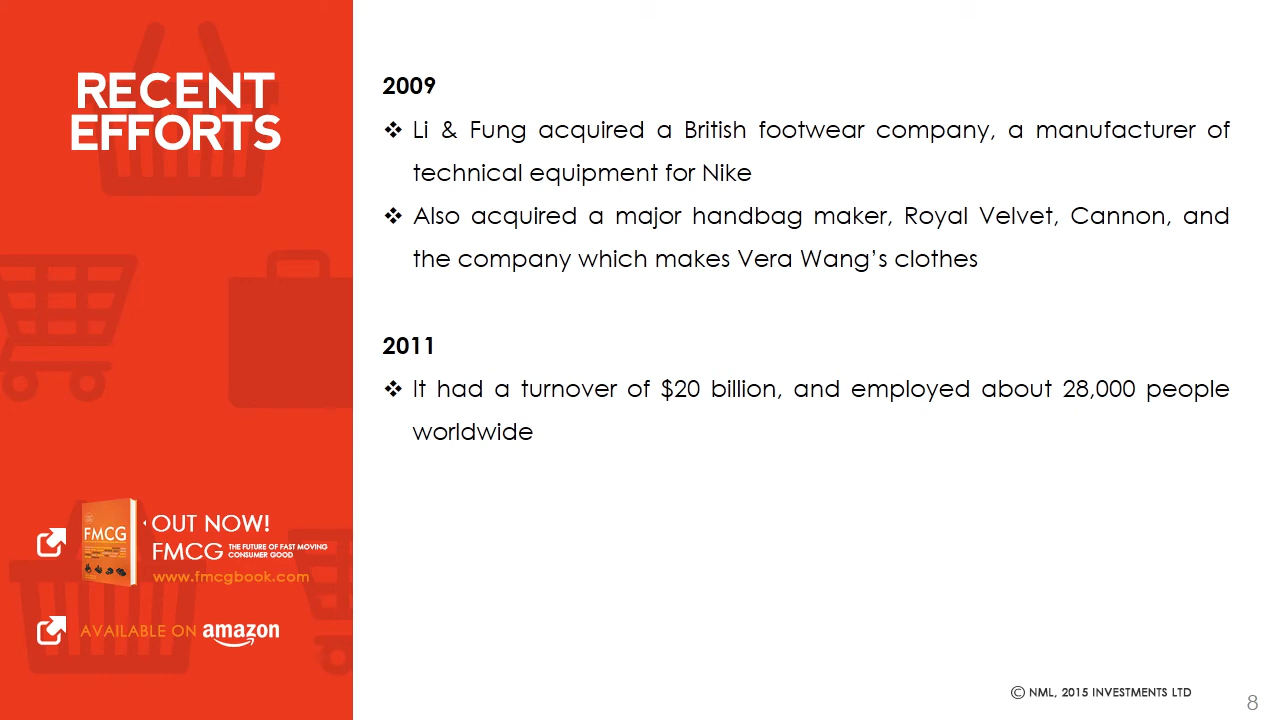 RECENT
EFFORTS
2009
❖ Li & Fung acquired a British footwear company, a manufacturer of
technical equipment for Nike
❖ Also acquired a major handbag maker, Royal Velvet, Cannon, and
the company which makes Vera Wang’s clothes
2011
❖ It had a turnover of $20 billion, and employed about 28,000 people
worldwide
FMCG
OUT NOW!
FMCG THE FUTURE OF FAST MOVING
CONSUMER GOOD
www.fmcgbook.com
AVAILABLE ON amazon
© NML, 2015 INVESTMENTS LTD
8